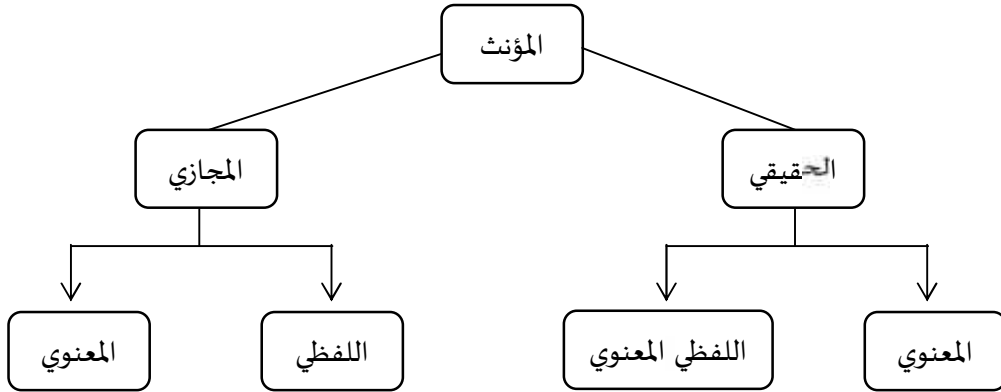 المؤنث
الحقيقي
المجازي
المعنوي
اللفظي المعنوي
اللفظي
المعنوي